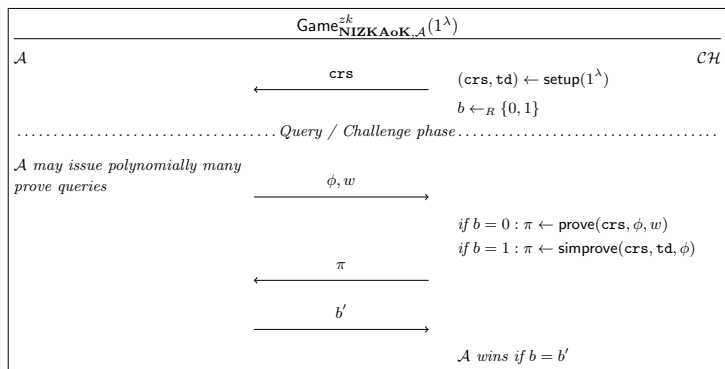 Game^{zk}_{NIZKAoK,𝒜}(1^λ)
𝒜 𝒞ℋ
crs (crs, td) ← setup(1^λ)
b ←_R {0, 1}
Query / Challenge phase
𝒜 may issue polynomially many
prove queries
ϕ, w
if b = 0 : π ← prove(crs, ϕ, w)
if b = 1 : π ← simprove(crs, td, ϕ)
π
b′
𝒜 wins if b = b′